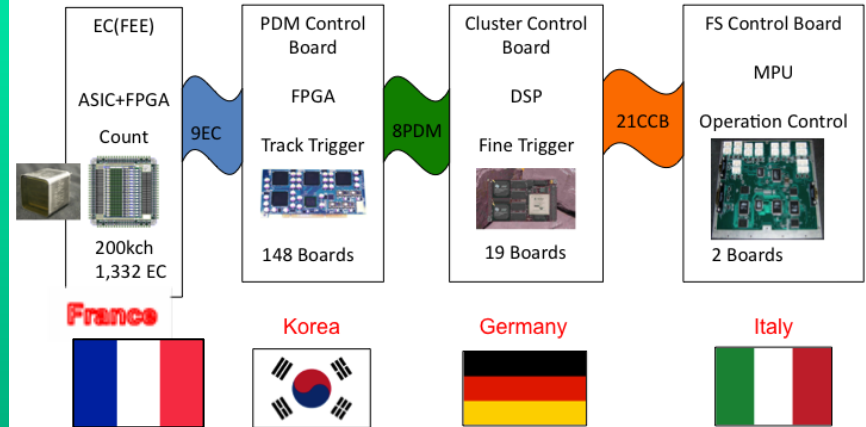 EC(FEE)
ASIC+FPGA
Count
200kch
1,332 EC
9EC
PDM Control
Board
FPGA
Track Trigger
148 Boards
8PDM
Cluster Control
Board
DSP
Fine Trigger
19 Boards
21CCB
FS Control Board
MPU
Operation Control
2 Boards
France
Korea
Germany
Italy